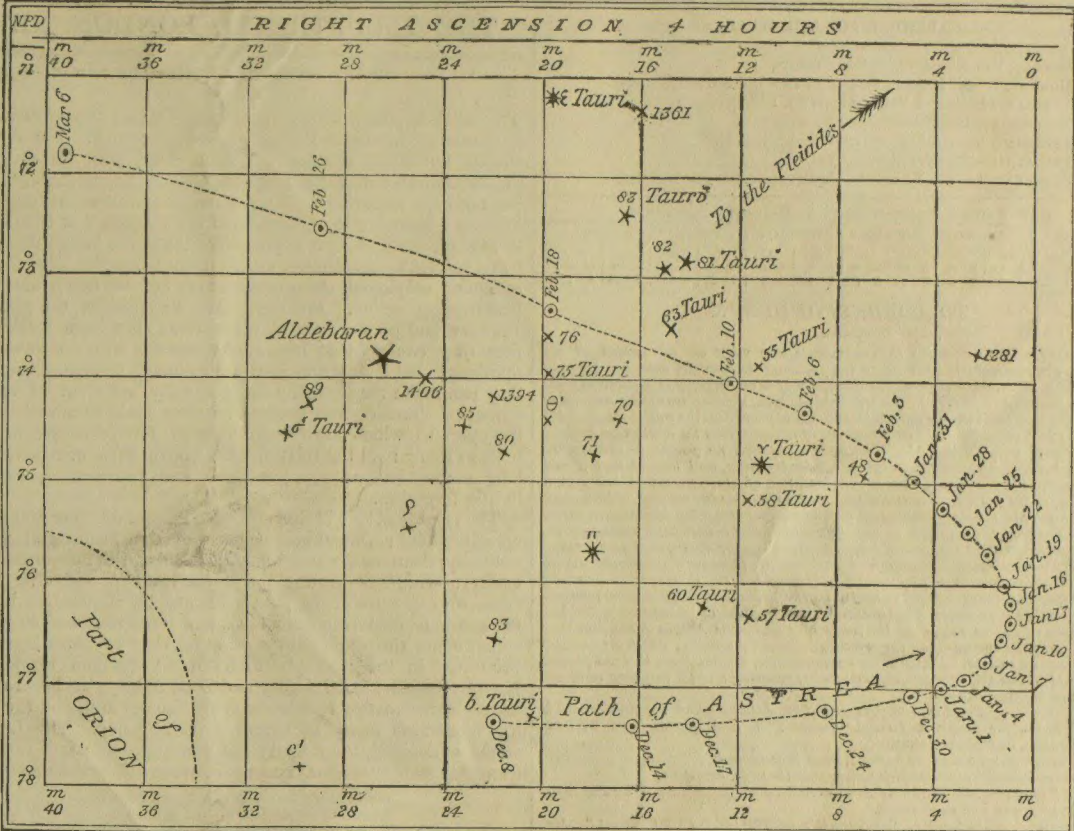 N.P.D RIGHT ASCENSION 4 HOURS
m m m m m m m m m m m
40 36 32 28 24 20 16 12 8 4 0
71°
ε Tauri
1361
Mar 6
To the Pleiades
72°
Feb 26
83 Tauri
82
81 Tauri
73°
Feb. 18
63 Tauri
Aldebaran
76
55 Tauri
1281
74°
1406
75 Tauri
Feb. 10
89
1394
θ'
70
Feb. 6
σ² Tauri
85
80
71
γ Tauri
Feb. 3
48
75°
Jan. 31
58 Tauri
Jan. 28
ρ
Jan. 25
π
Jan. 22
76°
Jan. 19
60 Tauri
57 Tauri
Jan. 16
Jan 13
83
Jan 10
Part
of
ORION
77°
Jan. 7
b. Tauri
Path of ASTREA
Jan. 4
Jan. 1
Dec. 8
Dec. 14
Dec. 17
Dec. 24
Dec. 30
c'
78°
m m m m m m m m m m m
40 36 32 28 24 20 16 12 8 4 0